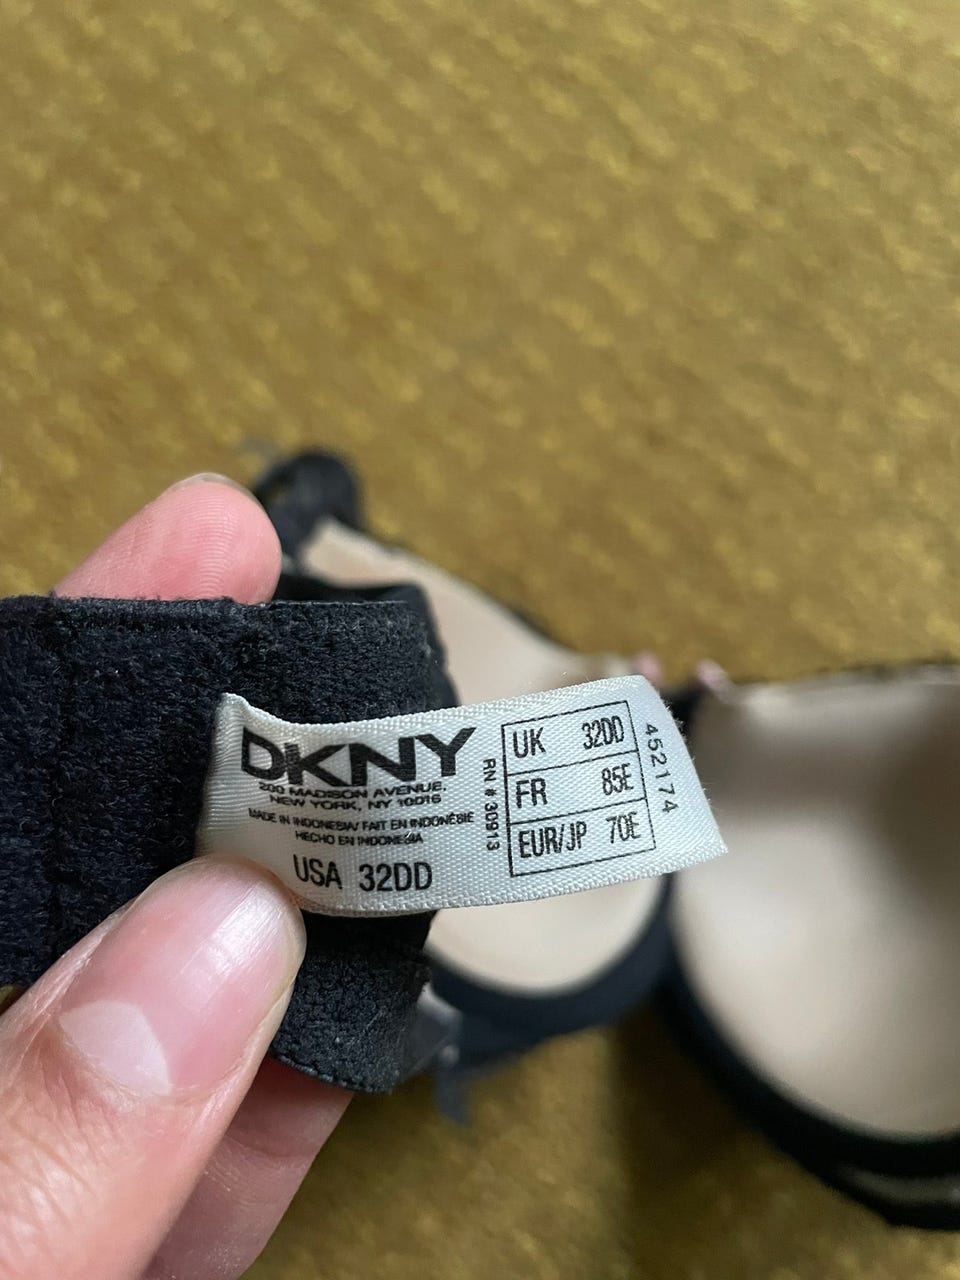 DKNY
200 MADISON AVENUE,
NEW YORK, NY 10016
MADE IN INDONESIA/ FAIT EN INDONÉSIE
HECHO EN INDONESIA
USA 32DD
RN # 30913
UK 32DD
FR 85E
EUR/JP 70E
452174